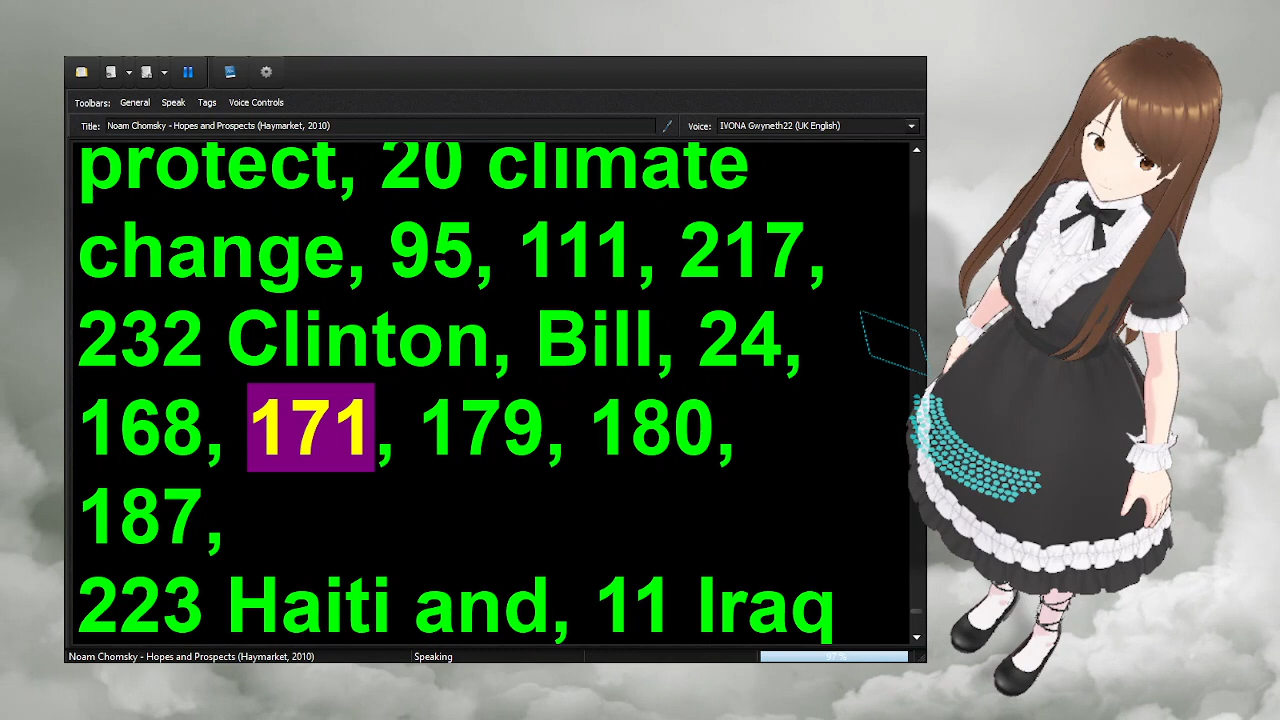 Toolbars: General Speak Tags Voice Controls
Title: Noam Chomsky - Hopes and Prospects (Haymarket, 2010) Voice: IVONA Gwyneth22 (UK English)
protect, 20 climate
change, 95, 111, 217,
232 Clinton, Bill, 24,
168, 171, 179, 180,
187,
223 Haiti and, 11 Iraq
Noam Chomsky - Hopes and Prospects (Haymarket, 2010) Speaking 97 %